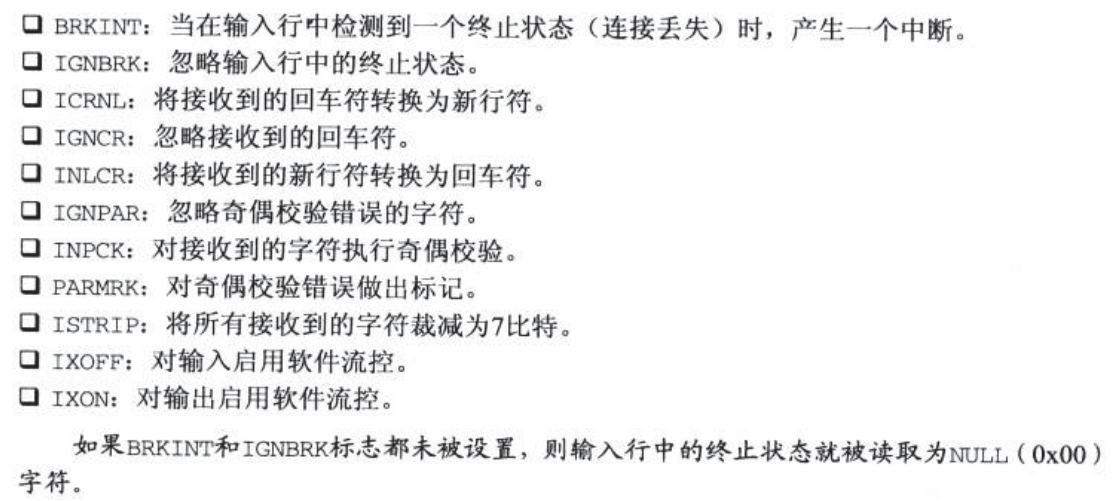 ❑ BRKINT：当在输入行中检测到一个终止状态（连接丢失）时，产生一个中断。
❑ IGNBRK：忽略输入行中的终止状态。
❑ ICRNL：将接收到的回车符转换为新行符。
❑ IGNCR：忽略接收到的回车符。
❑ INLCR：将接收到的新行符转换为回车符。
❑ IGNPAR：忽略奇偶校验错误的字符。
❑ INPCK：对接收到的字符执行奇偶校验。
❑ PARMRK：对奇偶校验错误做出标记。
❑ ISTRIP：将所有接收到的字符裁减为7比特。
❑ IXOFF：对输入启用软件流控。
❑ IXON：对输出启用软件流控。
如果BRKINT和IGNBRK标志都未被设置，则输入行中的终止状态就被读取为NULL（0x00）
字符。